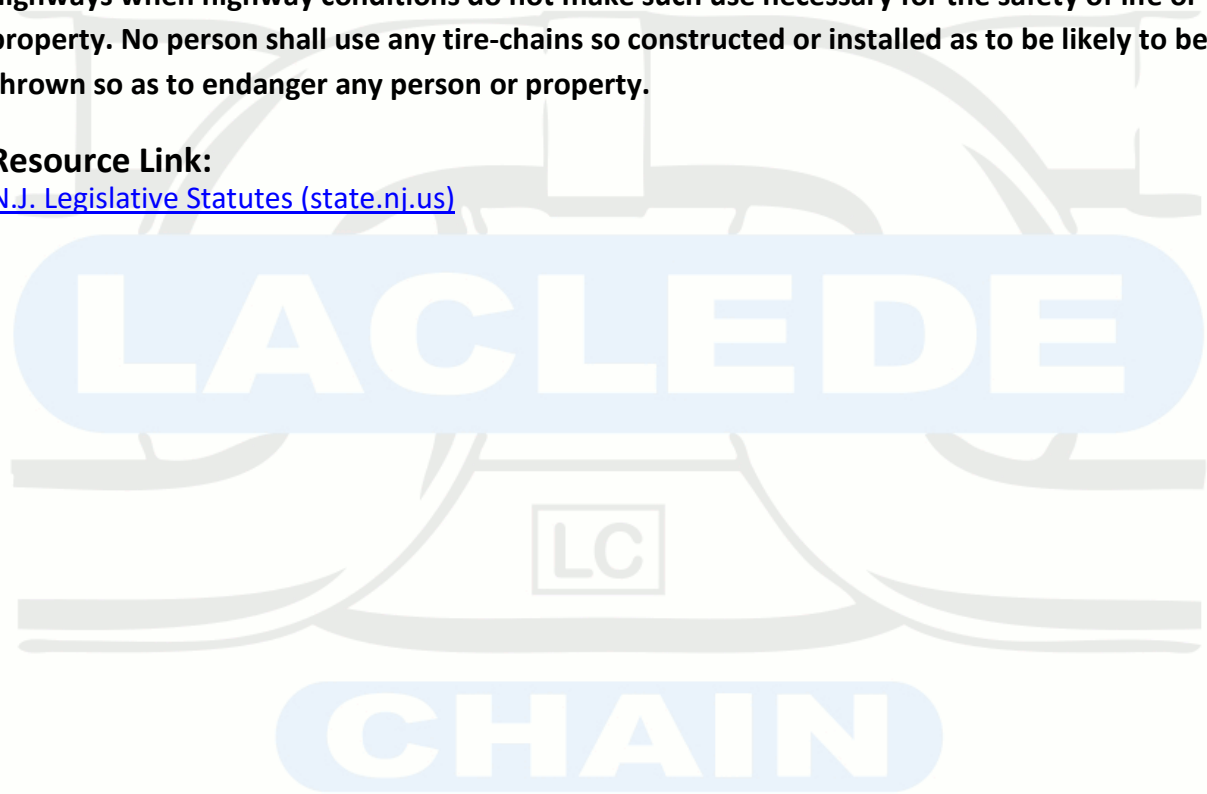 highways when highway conditions do not make such use necessary for the safety of life or
property. No person shall use any tire-chains so constructed or installed as to be likely to be
thrown so as to endanger any person or property.
Resource Link:
N.J. Legislative Statutes (state.nj.us)
LACLEDE
LC
CHAIN